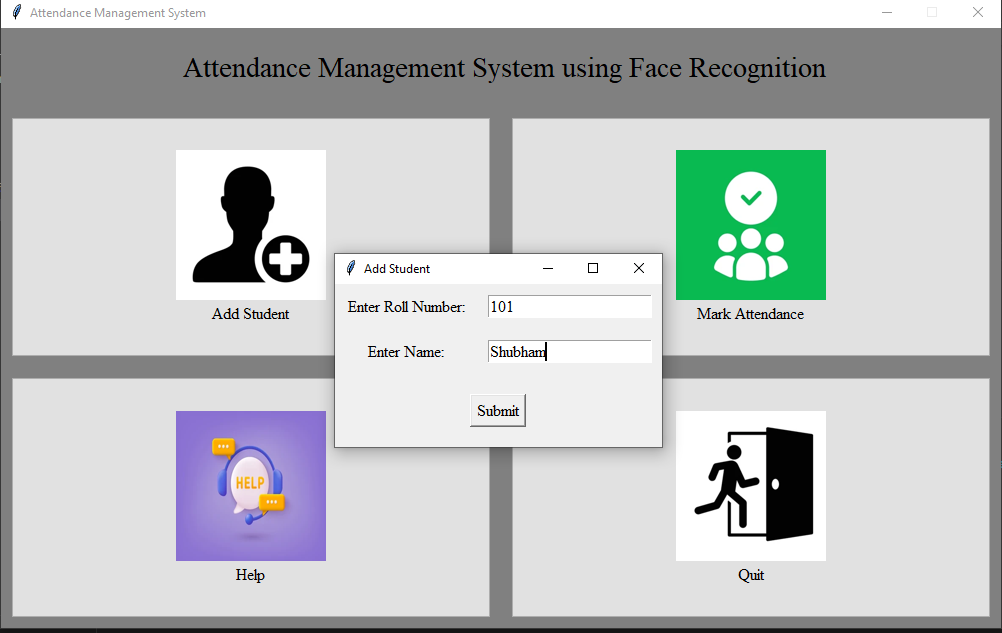 Attendance Management System
Attendance Management System using Face Recognition
Add Student
Mark Attendance
Add Student
Enter Roll Number: 101
Enter Name: Shubham
Submit
HELP
Help
Quit